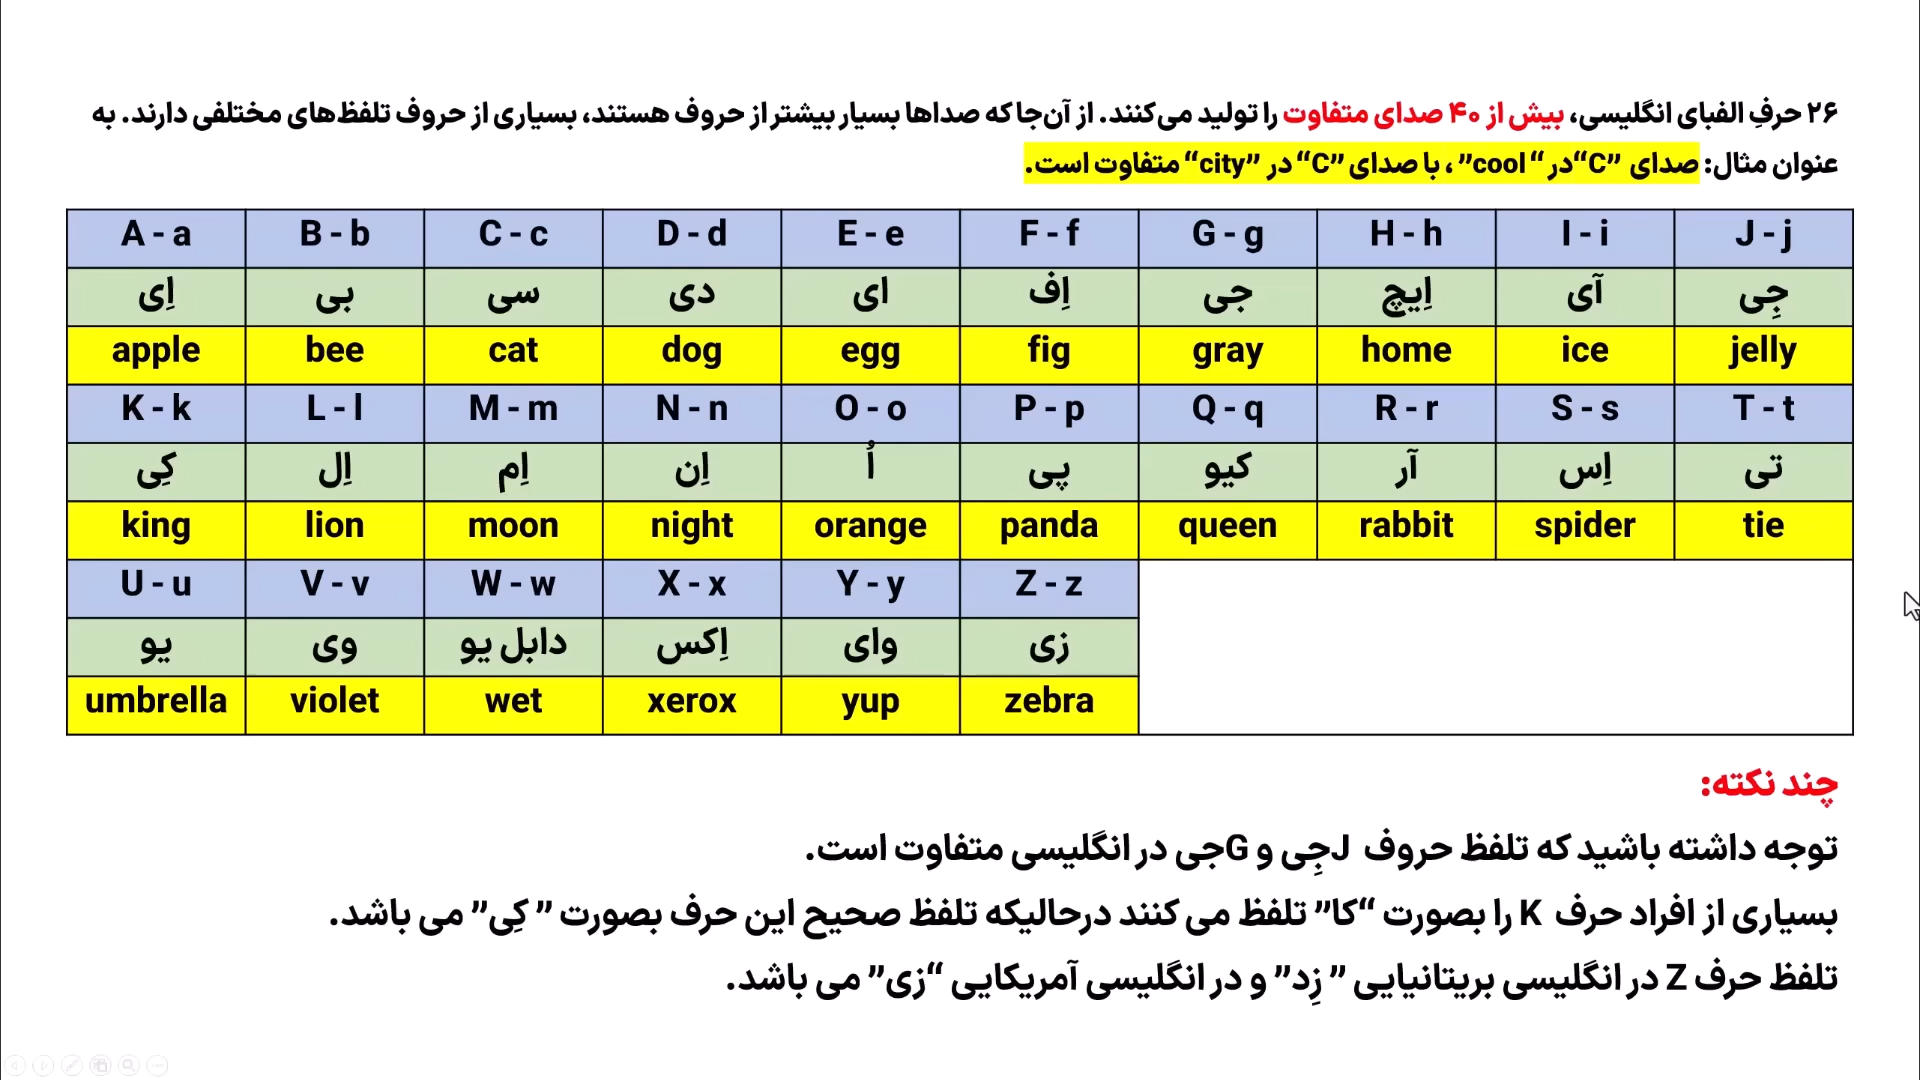 ۲۶ حرفِ الفبای انگلیسی، بیش از ۴۰ صدای متفاوت را تولید می‌کنند. از آن‌جا که صداها بسیار بیشتر از حروف هستند، بسیاری از حروف تلفظ‌های مختلفی دارند. به
عنوان مثال: صدای ”C“در “ cool” ، با صدای ”C“ در ”city“ متفاوت است.
A - a B - b C - c D - d E - e F - f G - g H - h I - i J - j
اِی بی سی دی ای اِف جی اِیچ آی جِی
apple bee cat dog egg fig gray home ice jelly
K - k L - l M - m N - n O - o P - p Q - q R - r S - s T - t
کِی اِل اِم اِن اُ پی کیو آر اِس تی
king lion moon night orange panda queen rabbit spider tie
U - u V - v W - w X - x Y - y Z - z
یو وی دابل یو اِکس وای زی
umbrella violet wet xerox yup zebra
چند نکته:
توجه داشته باشید که تلفظ حروف Jجِی و Gجی در انگلیسی متفاوت است.
بسیاری از افراد حرف K را بصورت “کا” تلفظ می کنند درحالیکه تلفظ صحیح این حرف بصورت ” کِی” می باشد.
تلفظ حرف Z در انگلیسی بریتانیایی ” زِد” و در انگلیسی آمریکایی “زی” می باشد.